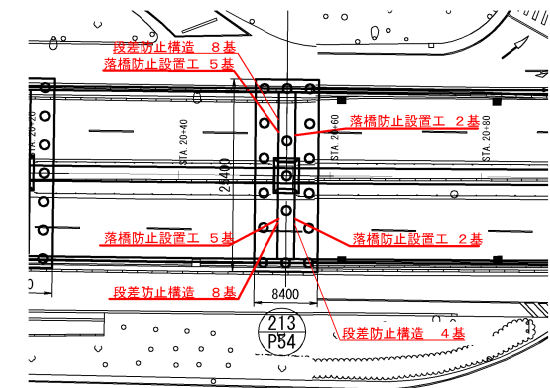 段差防止構造 8基
落橋防止設置工 5基
落橋防止設置工 2基
STA.20+20
STA.20+40
STA.20+60
STA.20+80
落橋防止設置工 5基
落橋防止設置工 2基
段差防止構造 8基
8400
213
P54
段差防止構造 4基